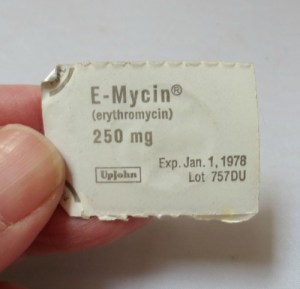 E-Mycin®
(erythromycin)
250 mg
Exp. Jan. 1, 1978
Upjohn
Lot 757DU